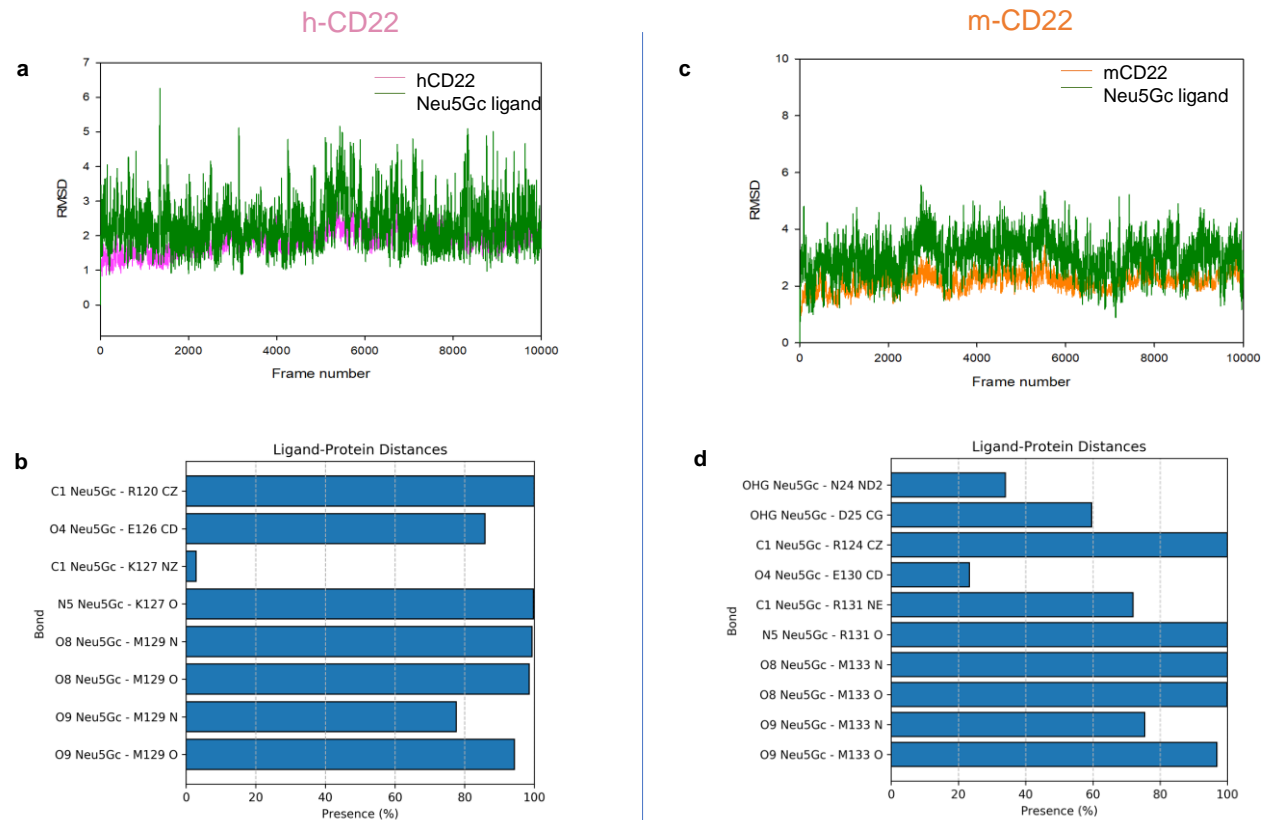 h-CD22
m-CD22
a
hCD22
Neu5Gc ligand
7
6
5
4
3
2
1
0
RMSD
0
2000
4000
6000
8000
10000
Frame number
c
mCD22
Neu5Gc ligand
10
8
6
4
2
0
RMSD
0
2000
4000
6000
8000
10000
Frame number
b
Ligand-Protein Distances
C1 Neu5Gc - R120 CZ
O4 Neu5Gc - E126 CD
C1 Neu5Gc - K127 NZ
N5 Neu5Gc - K127 O
O8 Neu5Gc - M129 N
O8 Neu5Gc - M129 O
O9 Neu5Gc - M129 N
O9 Neu5Gc - M129 O
Bond
0
20
40
60
80
100
Presence (%)
d
Ligand-Protein Distances
OHG Neu5Gc - N24 ND2
OHG Neu5Gc - D25 CG
C1 Neu5Gc - R124 CZ
O4 Neu5Gc - E130 CD
C1 Neu5Gc - R131 NE
N5 Neu5Gc - R131 O
O8 Neu5Gc - M133 N
O8 Neu5Gc - M133 O
O9 Neu5Gc - M133 N
O9 Neu5Gc - M133 O
Bond
0
20
40
60
80
100
Presence (%)